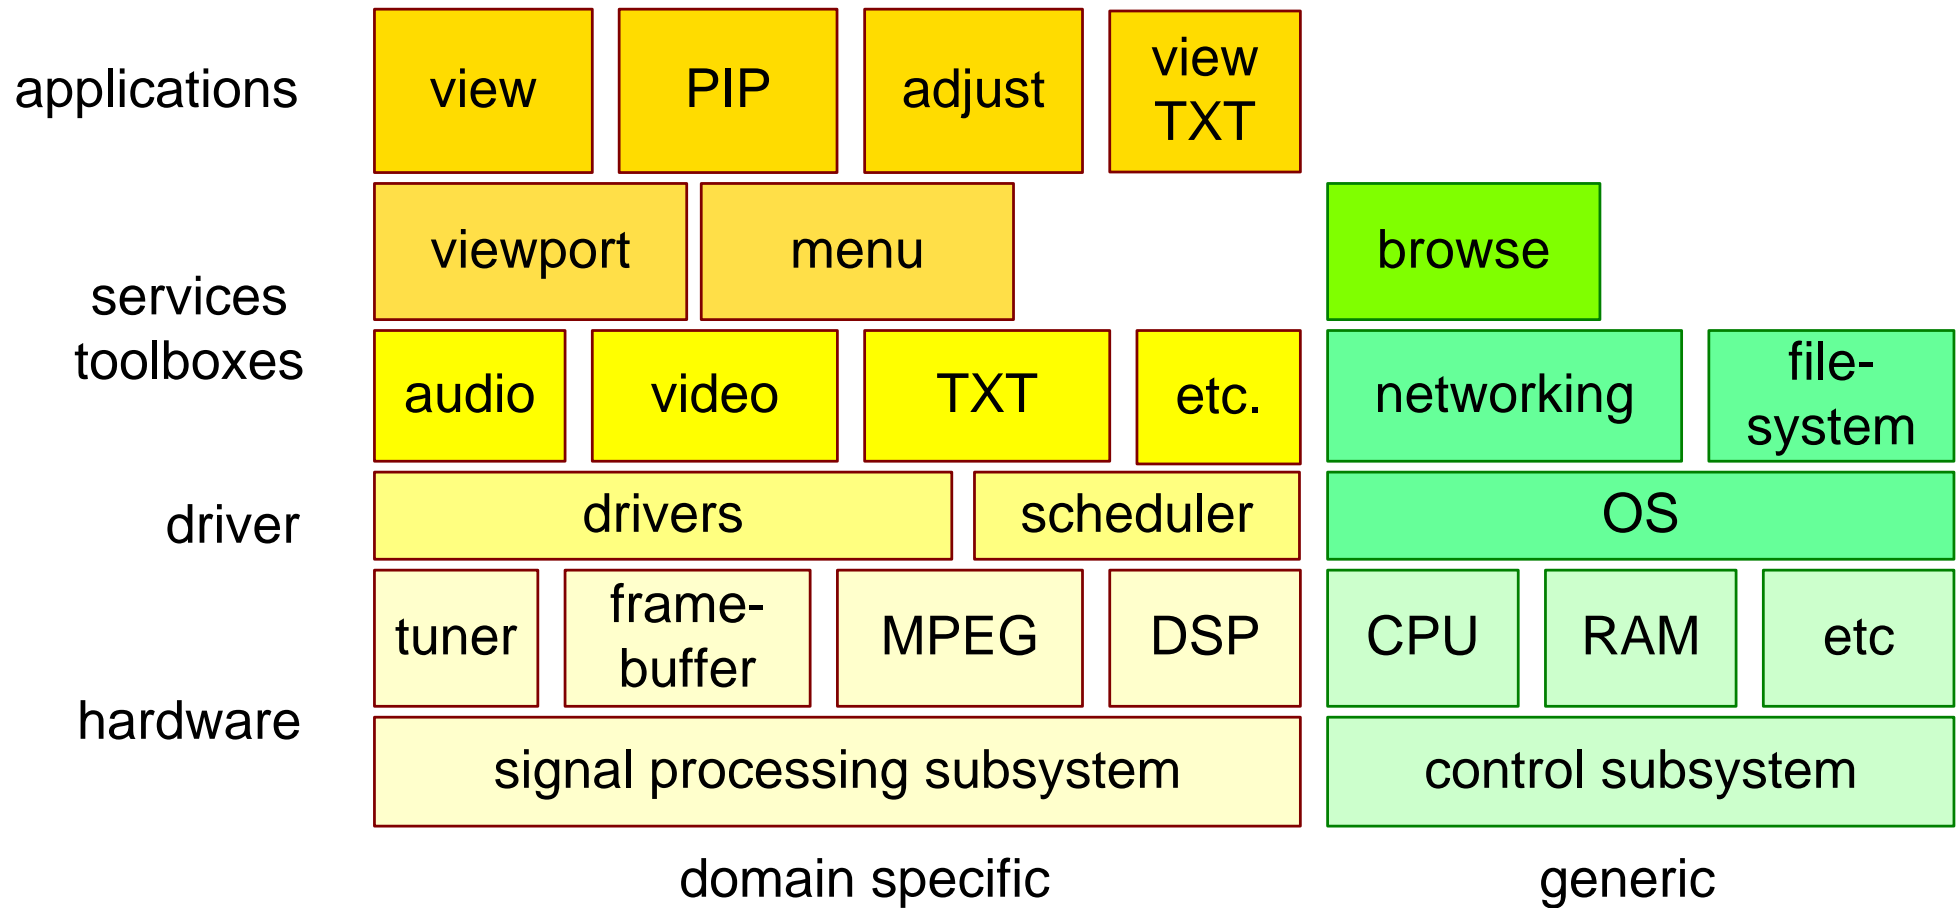 applications
view
PIP
adjust
view
TXT
services
toolboxes
viewport
menu
browse
audio
video
TXT
etc.
networking
file-
system
driver
drivers
scheduler
OS
hardware
tuner
frame-
buffer
MPEG
DSP
CPU
RAM
etc
signal processing subsystem
control subsystem
domain specific
generic